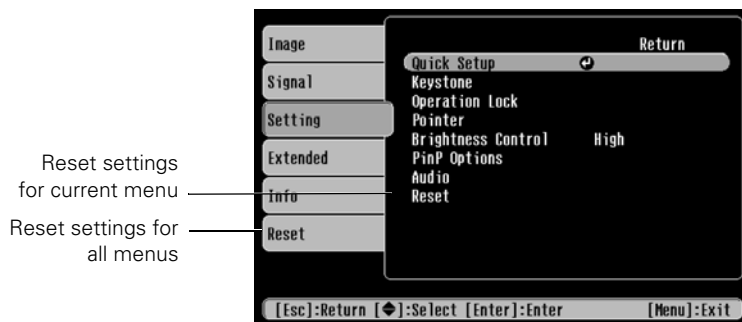 Image
Signal
Setting
Extended
Info
Reset
Return
Quick Setup
Keystone
Operation Lock
Pointer
Brightness Control High
PinP Options
Audio
Reset
Reset settings
for current menu
Reset settings for
all menus
[Esc]:Return [◆]:Select [Enter]:Enter [Menu]:Exit